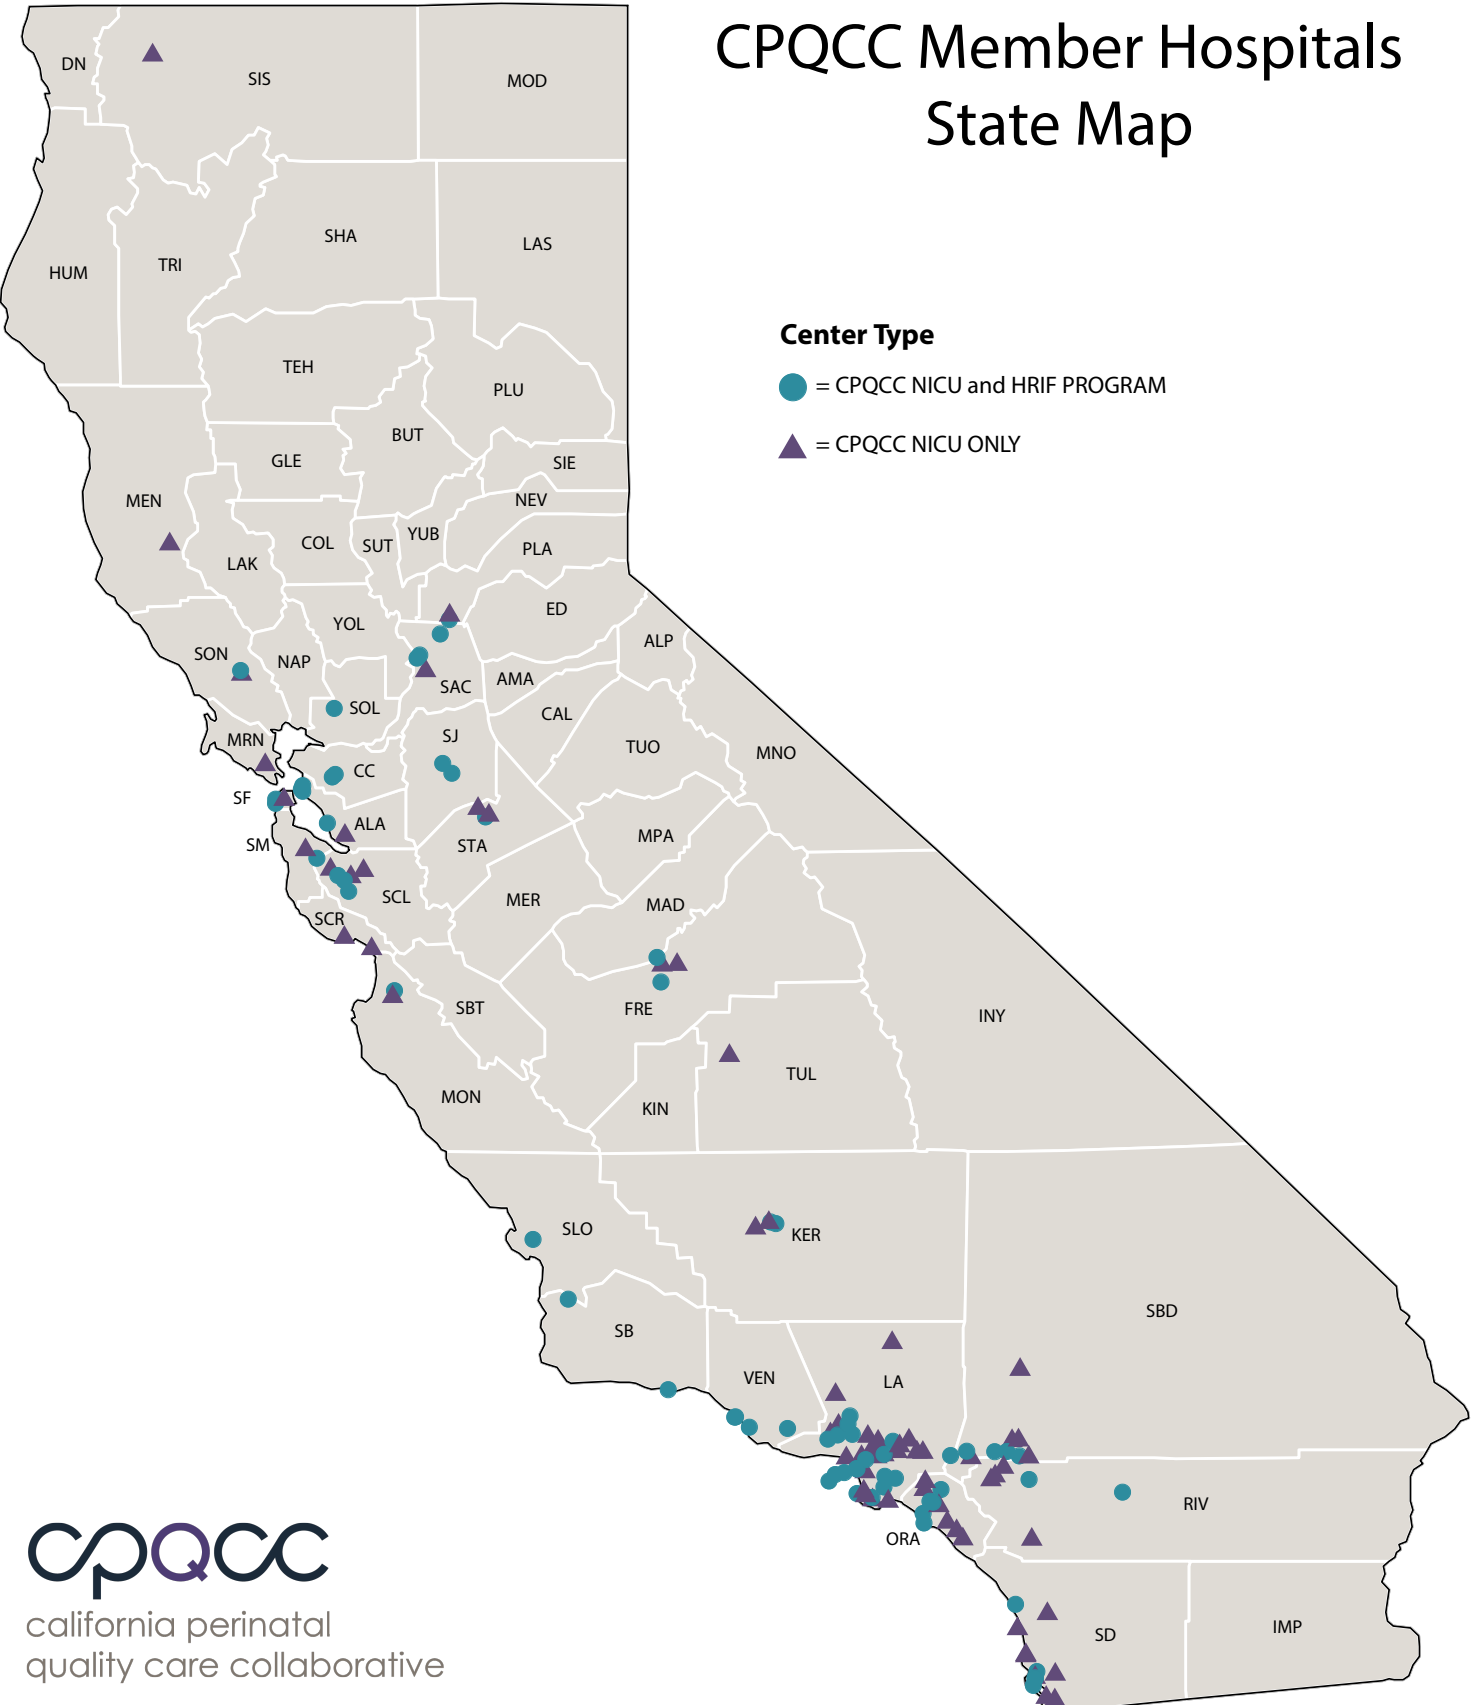 CPQCC Member Hospitals
State Map
DN
SIS
MOD
HUM
TRI
SHA
LAS
Center Type
= CPQCC NICU and HRIF PROGRAM
= CPQCC NICU ONLY
TEH
PLU
BUT
GLE
SIE
MEN
NEV
COL
SUT
YUB
PLA
LAK
YOL
ED
SON
NAP
ALP
SAC
AMA
SOL
CAL
MRN
SJ
TUO
MNO
CC
SF
ALA
SM
STA
MPA
SCL
MER
MAD
SCR
SBT
FRE
INY
MON
TUL
KIN
SLO
KER
SB
SBD
VEN
LA
RIV
ORA
SD
IMP
cpqcc
california perinatal
quality care collaborative